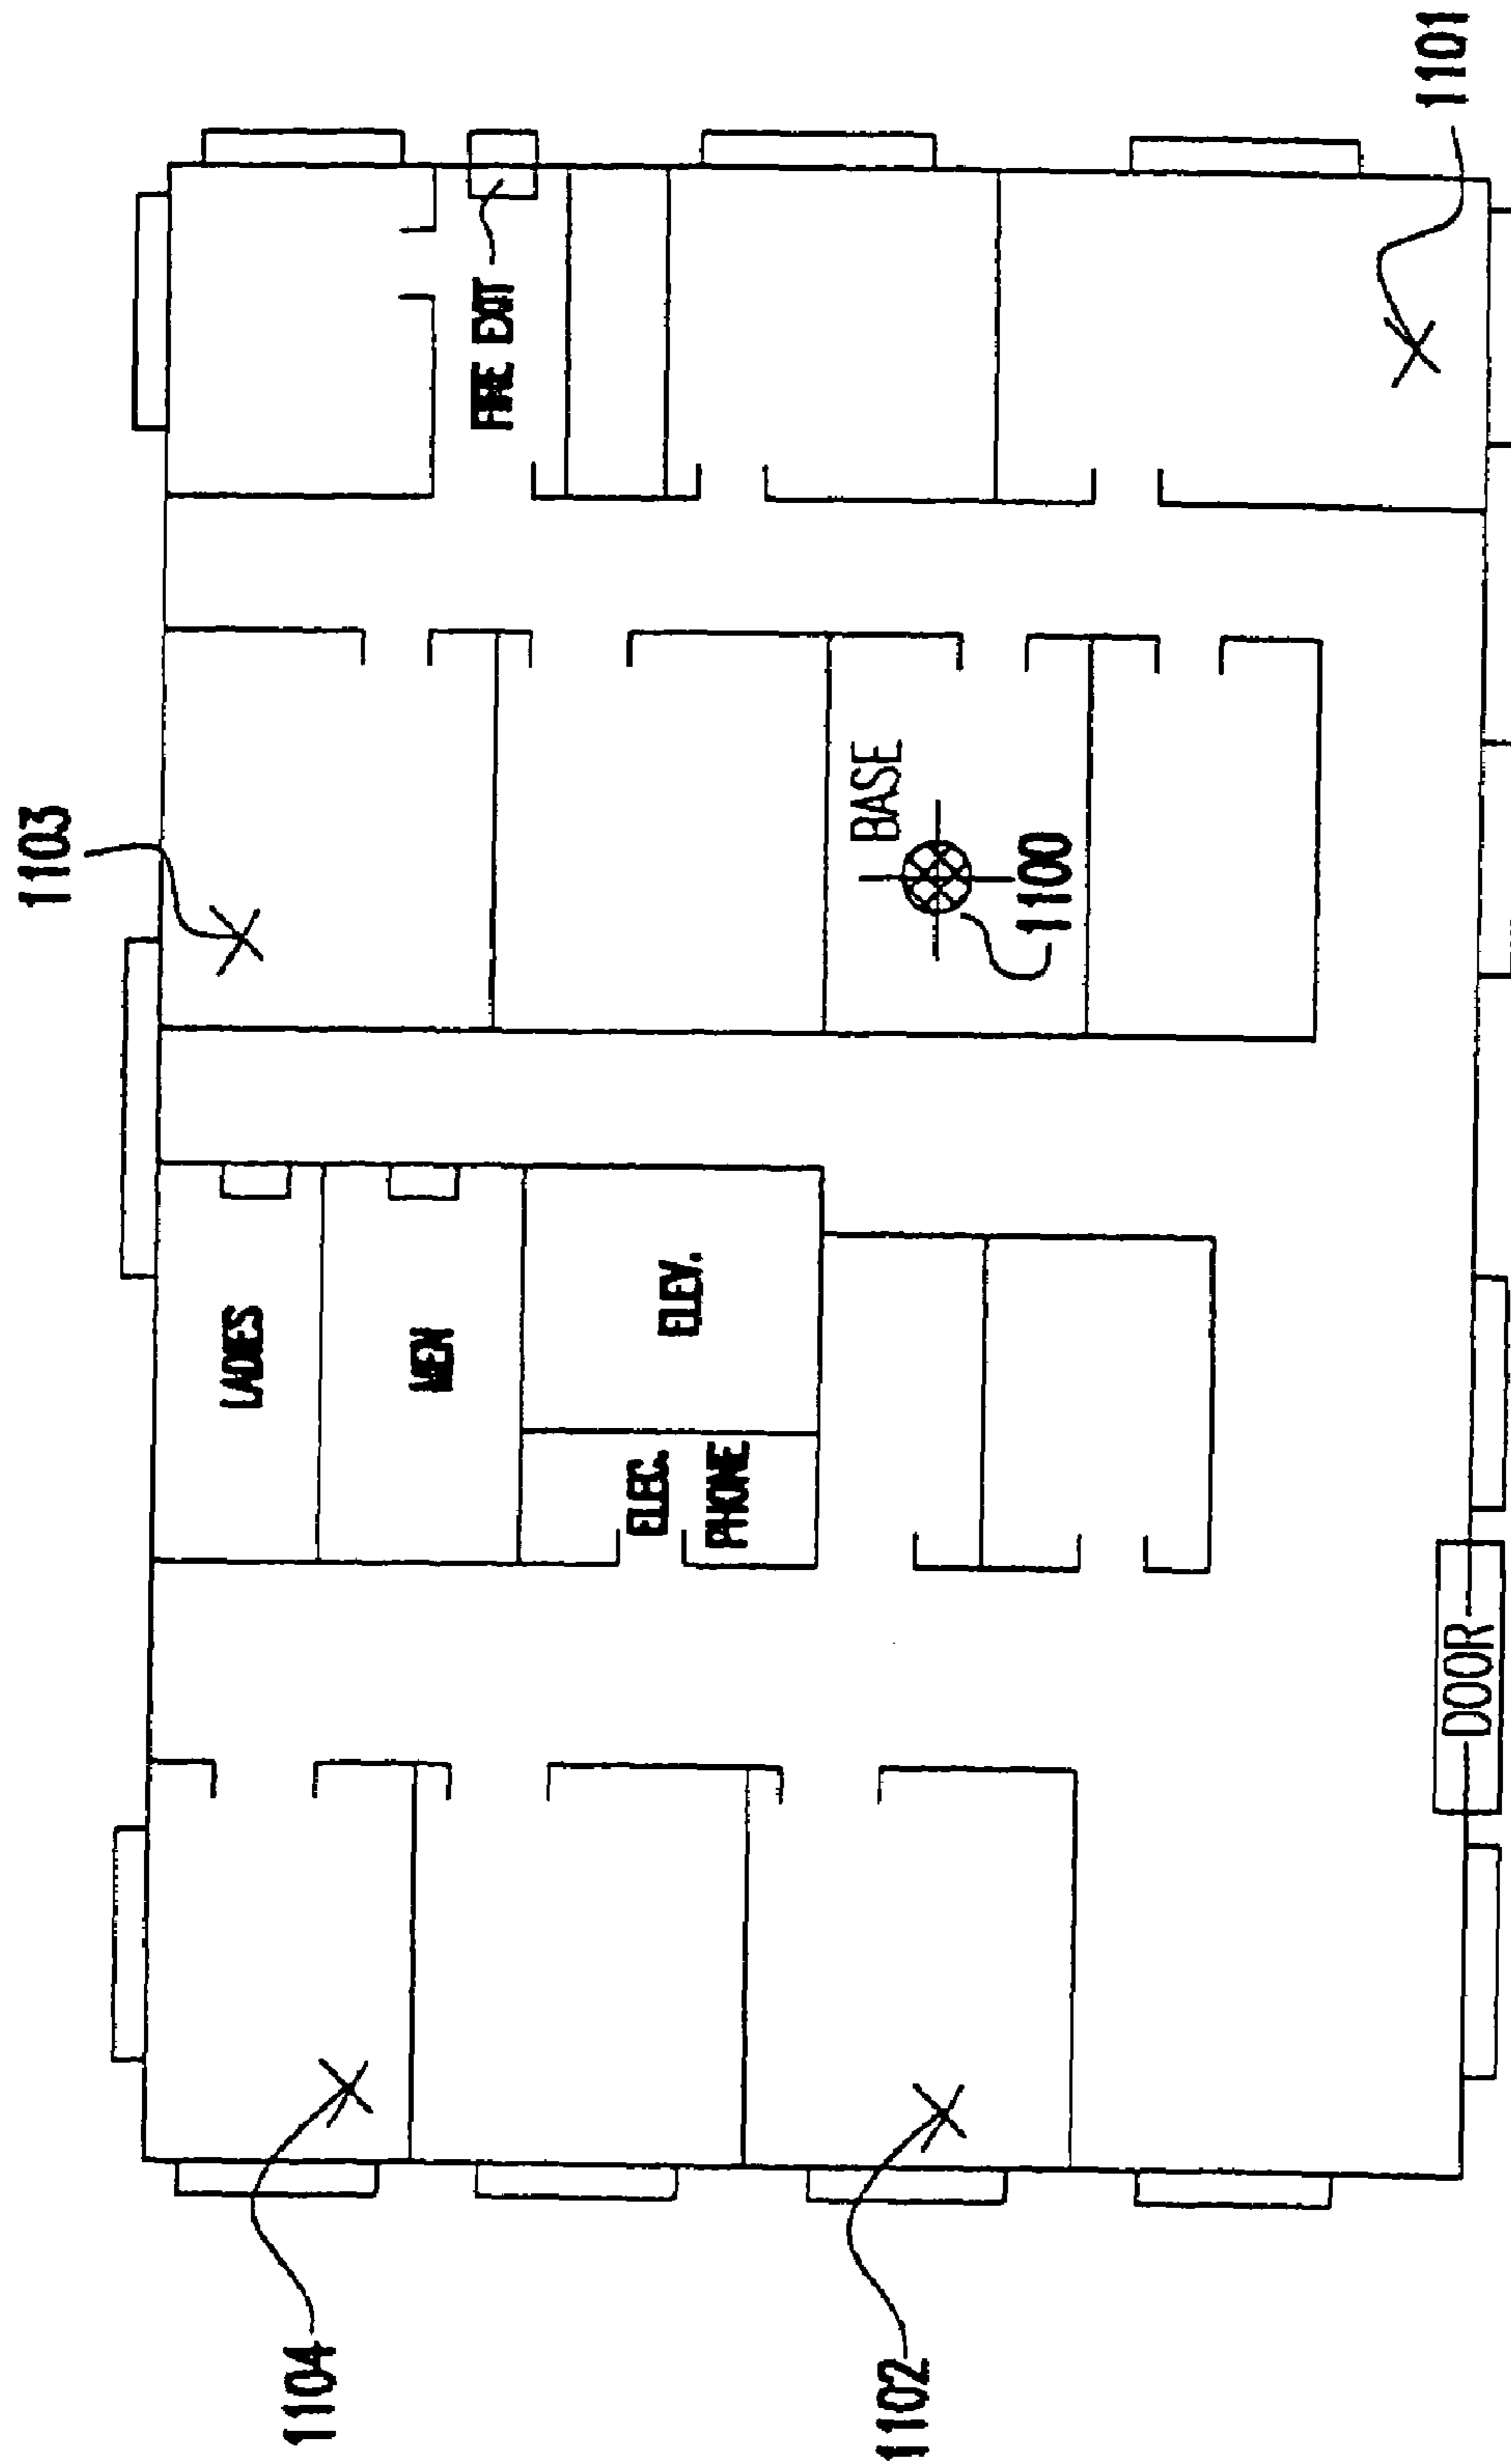 1103
1101
FIRE EXIT
BASE
1100
LADIES
MEN
ELEV.
ELEC.
PHONE
DOOR
1104
1102